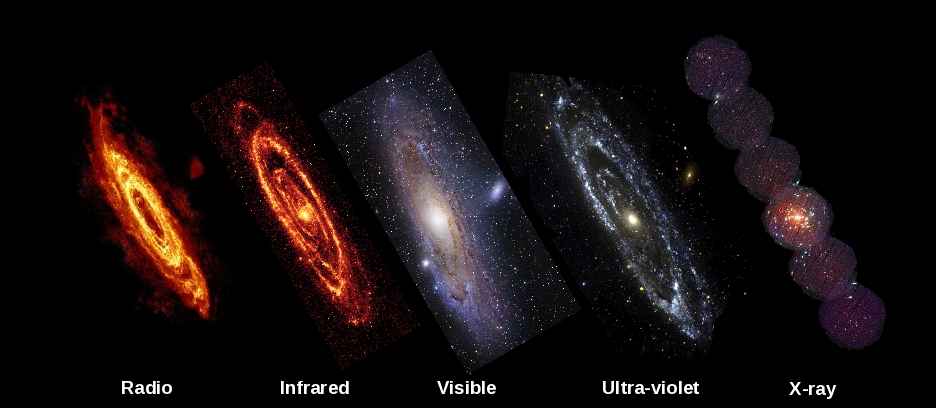 Radio
Infrared
Visible
Ultra-violet
X-ray